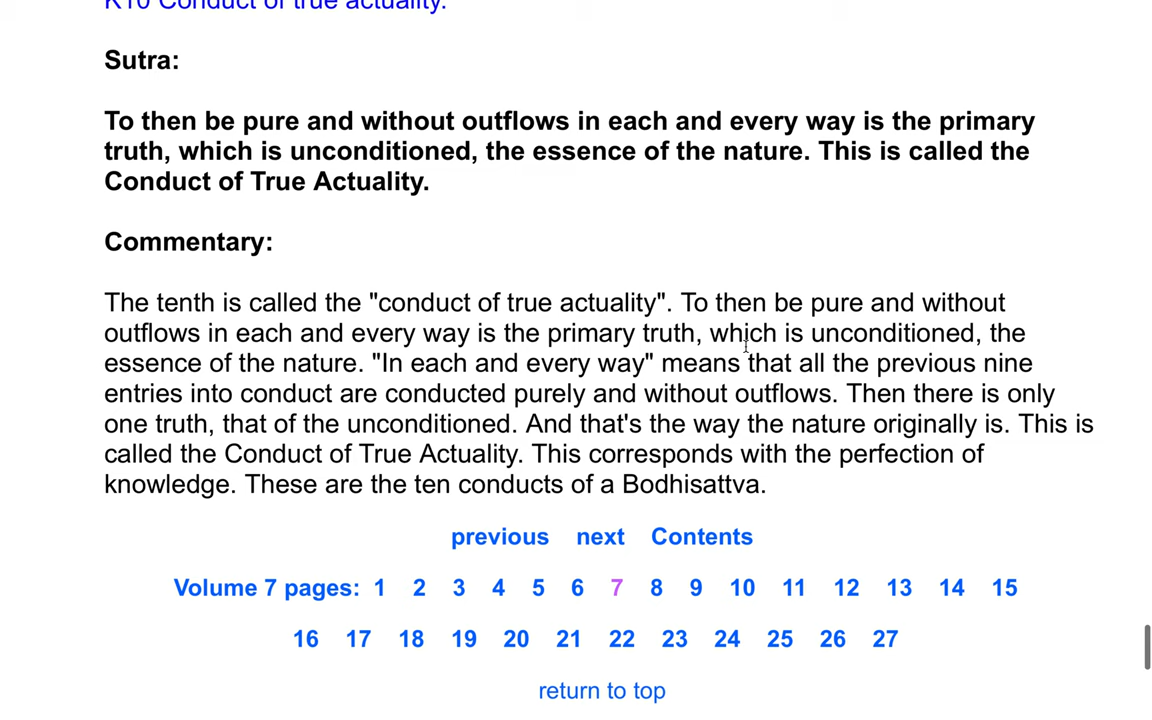 K10 Conduct of true actuality.
Sutra:
To then be pure and without outflows in each and every way is the primary
truth, which is unconditioned, the essence of the nature. This is called the
Conduct of True Actuality.
Commentary:
The tenth is called the "conduct of true actuality". To then be pure and without
outflows in each and every way is the primary truth, which is unconditioned, the
essence of the nature. "In each and every way" means that all the previous nine
entries into conduct are conducted purely and without outflows. Then there is only
one truth, that of the unconditioned. And that's the way the nature originally is. This is
called the Conduct of True Actuality. This corresponds with the perfection of
knowledge. These are the ten conducts of a Bodhisattva.
previous next Contents
Volume 7 pages: 1 2 3 4 5 6 7 8 9 10 11 12 13 14 15
16 17 18 19 20 21 22 23 24 25 26 27
return to top